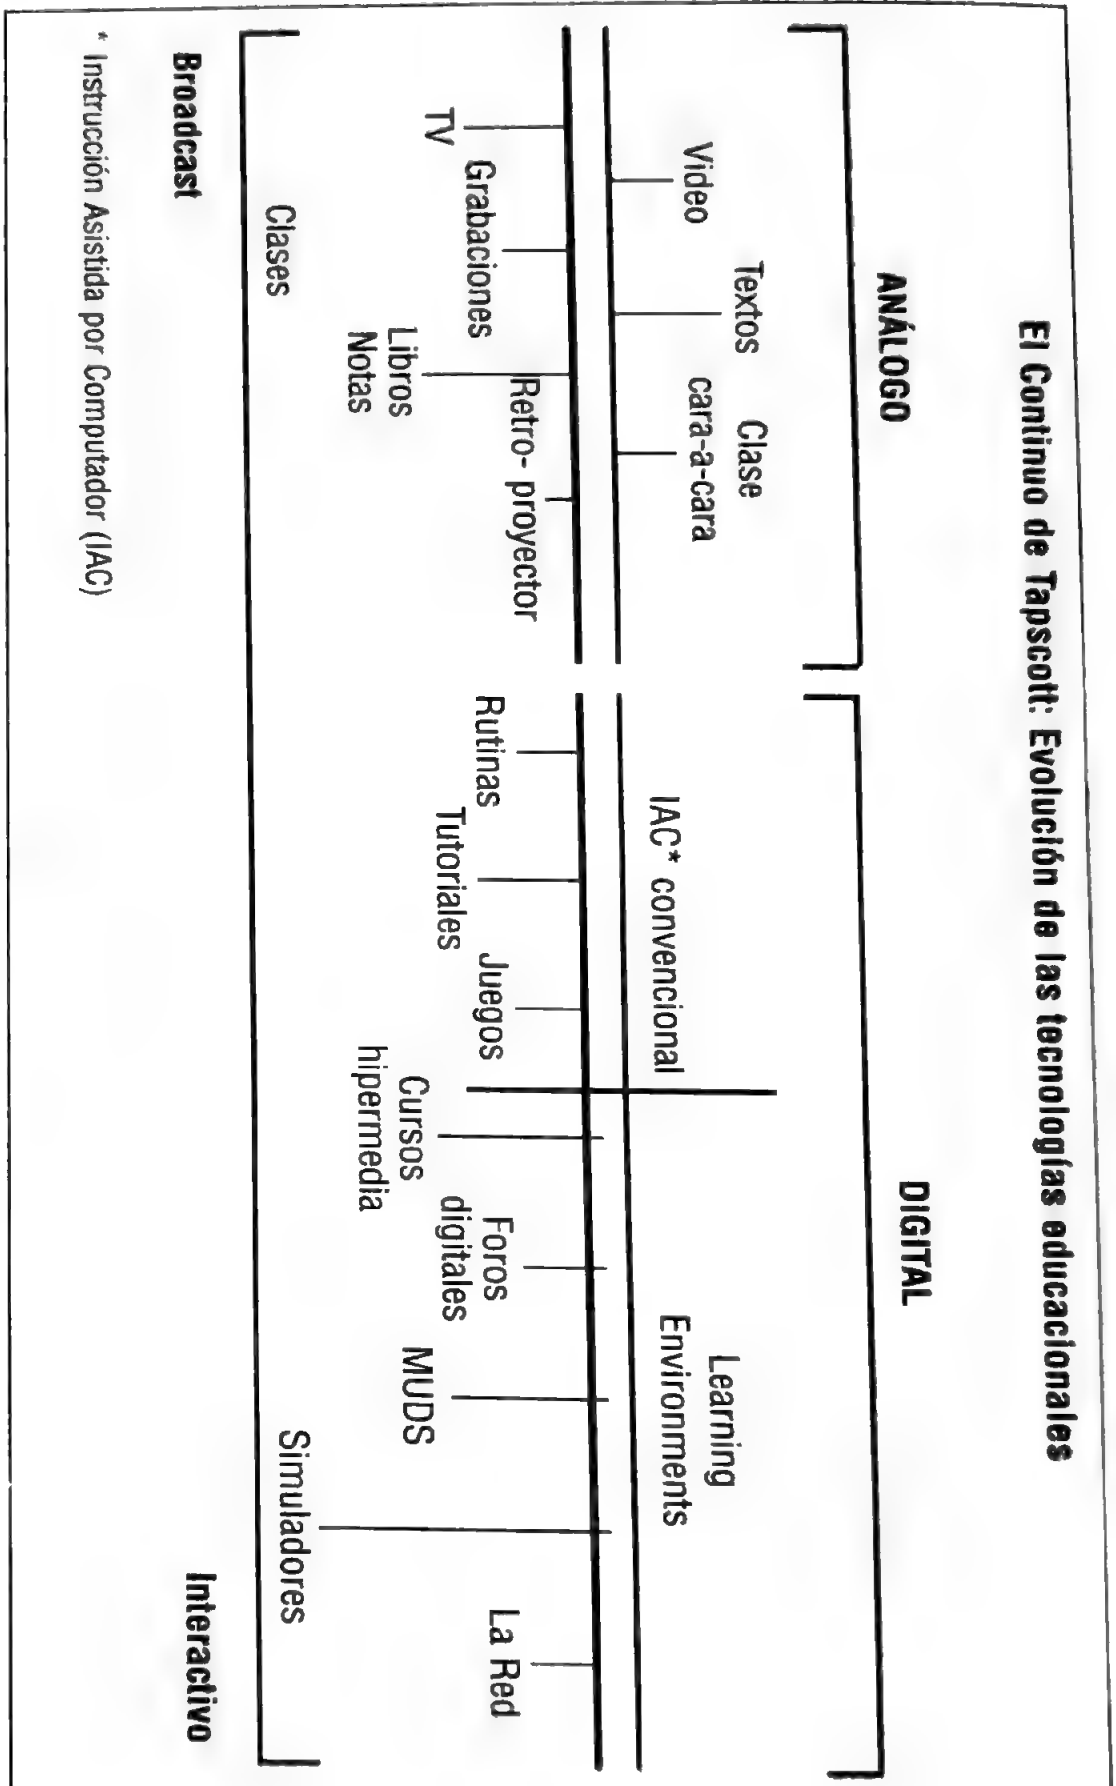 El Continuo de Tapscott: Evolución de las tecnologías educacionales
ANÁLOGO
DIGITAL
Video
Textos
Clase
cara-a-cara
IAC* convencional
Learning
Environments
TV
Grabaciones
Libros
Notas
Retro- proyector
Rutinas
Tutoriales
Juegos
Cursos
hipermedia
Foros
digitales
MUDS
Simuladores
La Red
Clases
Broadcast
Interactivo
* Instrucción Asistida por Computador (IAC)